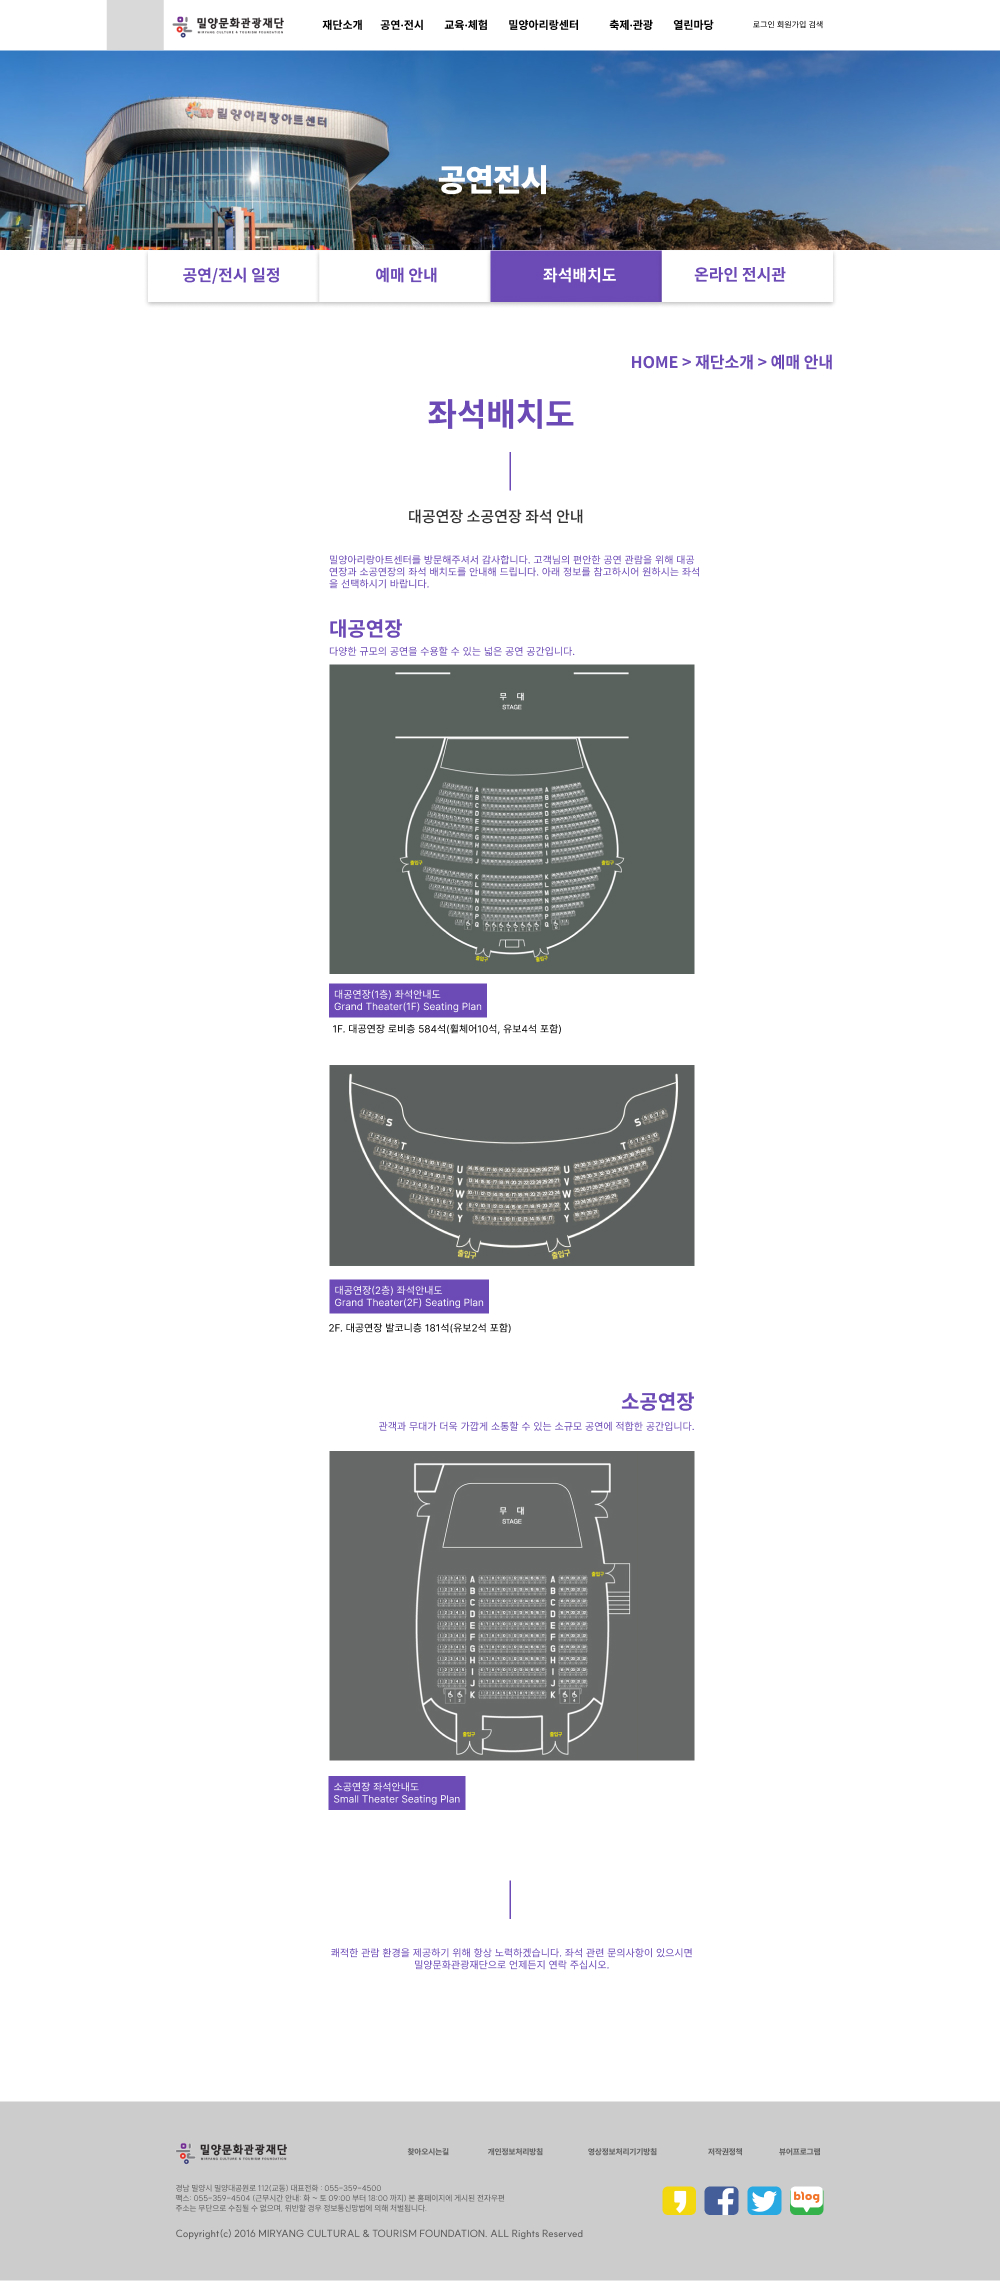 밀양문화관광재단
MIRYANG CULTURE & TOURISM FOUNDATION
재단소개 공연·전시 교육·체험 밀양아리랑센터 축제·관광 열린마당 로그인 회원가입 검색
밀양아리랑아트센터
공연전시
공연/전시 일정 예매 안내 좌석배치도 온라인 전시관
HOME > 재단소개 > 예매 안내
좌석배치도
대공연장 소공연장 좌석 안내
밀양아리랑아트센터를 방문해주셔서 감사합니다. 고객님의 편안한 공연 관람을 위해 대공
연장과 소공연장의 좌석 배치도를 안내해 드립니다. 아래 정보를 참고하시어 원하시는 좌석
을 선택하시기 바랍니다.
대공연장
다양한 규모의 공연을 수용할 수 있는 넓은 공연 공간입니다.
무 대
STAGE
A A
B B
C C
D D
E E
F F
G G
H H
I I
J J
출입구 출입구
K K
L L
M M
N N
O O
P P
출입구 출입구
대공연장(1층) 좌석안내도
Grand Theater(1F) Seating Plan
1F. 대공연장 로비층 584석(휠체어10석, 유보4석 포함)
S S
T T
U U
V V
W W
X X
Y Y
출입구 출입구
대공연장(2층) 좌석안내도
Grand Theater(2F) Seating Plan
2F. 대공연장 발코니층 181석(유보2석 포함)
소공연장
관객과 무대가 더욱 가깝게 소통할 수 있는 소규모 공연에 적합한 공간입니다.
무 대
STAGE
출입구
A A
B B
C C
D D
E E
F F
G G
H H
I I
J J
K K
출입구 출입구
소공연장 좌석안내도
Small Theater Seating Plan
쾌적한 관람 환경을 제공하기 위해 항상 노력하겠습니다. 좌석 관련 문의사항이 있으시면
밀양문화관광재단으로 언제든지 연락 주십시오.
밀양문화관광재단
MIRYANG CULTURE & TOURISM FOUNDATION
찾아오시는길 개인정보처리방침 영상정보처리기기방침 저작권정책 뷰어프로그램
경남 밀양시 밀양대공원로 112(교동) 대표전화 : 055-359-4500
팩스: 055-359-4504 (근무시간 안내: 화 ~ 토 09:00 부터 18:00 까지) 본 홈페이지에 게시된 전자우편
주소는 무단으로 수집될 수 없으며, 위반할 경우 정보통신망법에 의해 처벌됩니다.
blog
Copyright(c) 2016 MIRYANG CULTURAL & TOURISM FOUNDATION. ALL Rights Reserved